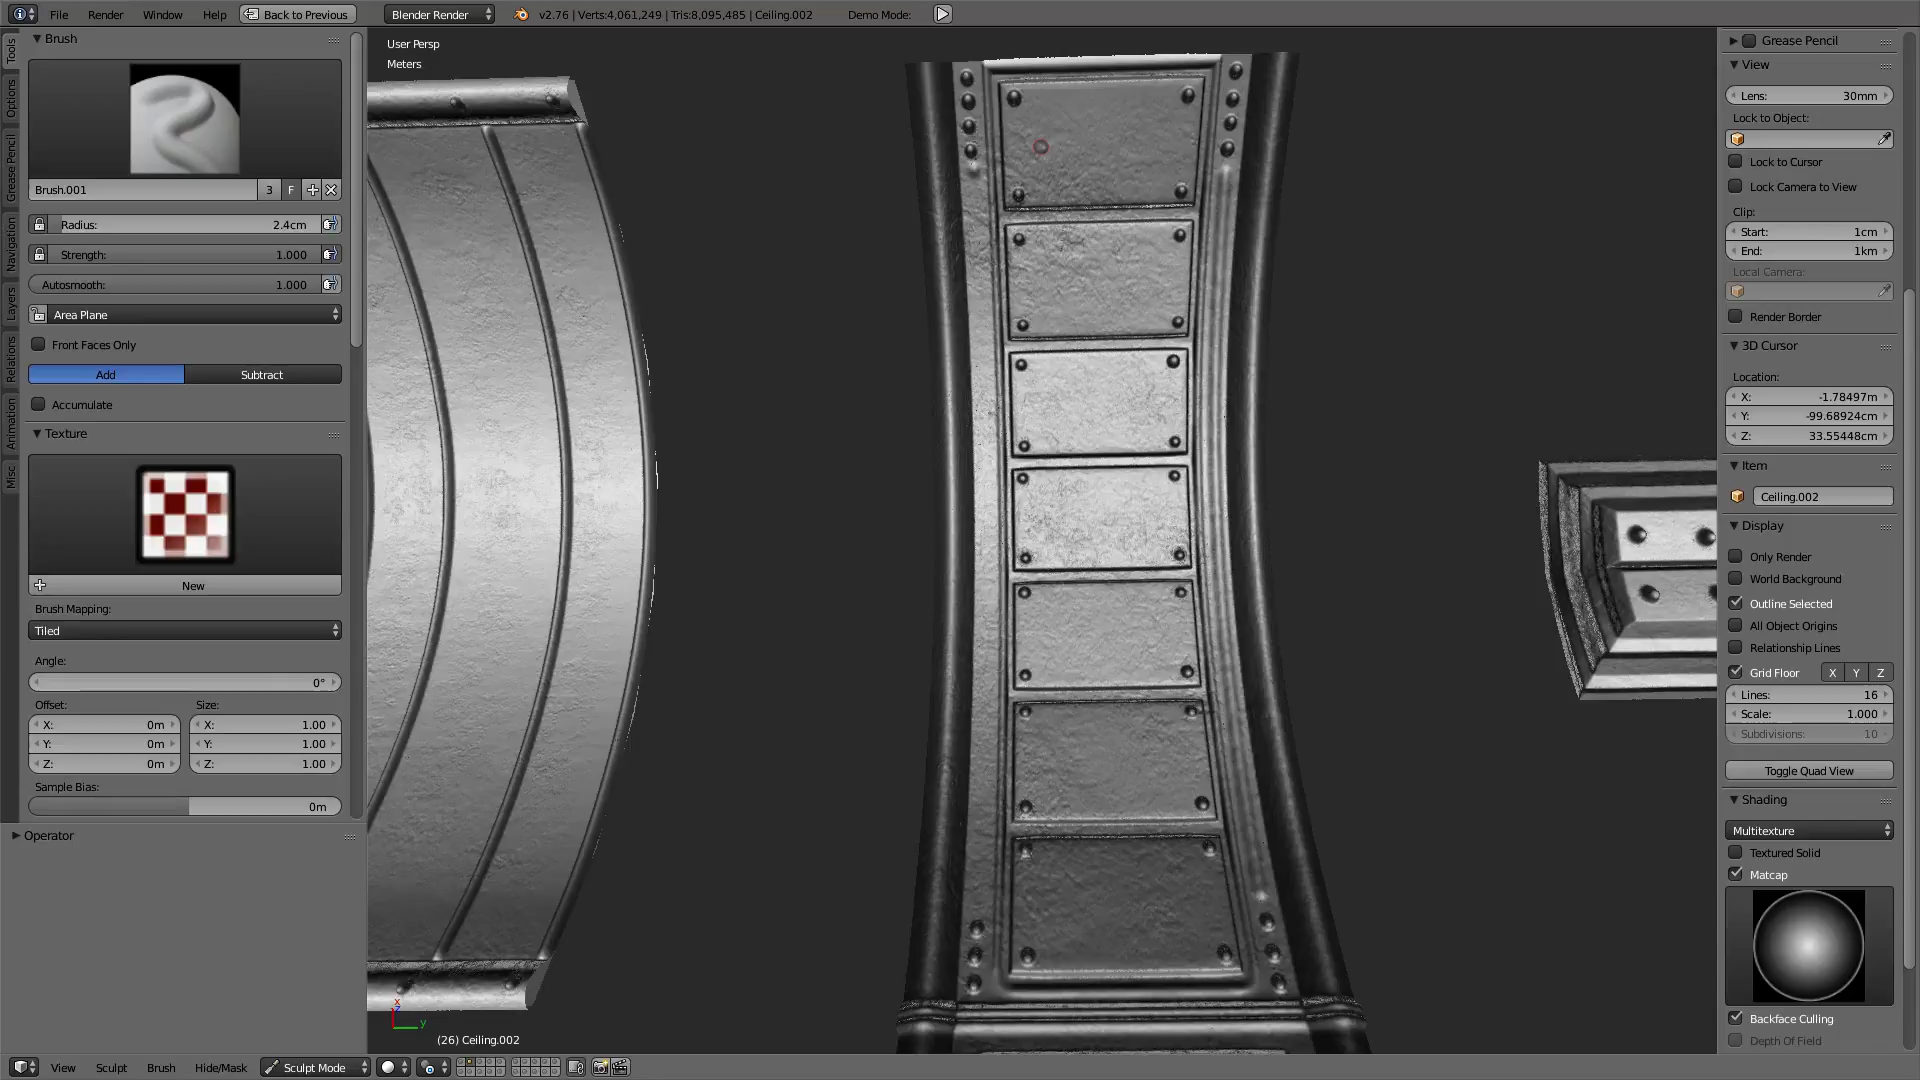 File
Render
Window
Help
Back to Previous
Blender Render
v2.76 | Verts:4,061,249 | Tris:8,095,485 | Ceiling.002
Demo Mode:
Tools
Options
Grease Pencil
Navigation
Layers
Relations
Animation
Misc
Brush
Brush.001
3
F
Radius: 2.4cm
Strength: 1.000
Autosmooth: 1.000
Area Plane
Front Faces Only
Add
Subtract
Accumulate
Texture
New
Brush Mapping:
Tiled
Angle:
0°
Offset: Size:
X: 0m X: 1.00
Y: 0m Y: 1.00
Z: 0m Z: 1.00
Sample Bias:
0m
Operator
User Persp
Meters
x
z
y
(26) Ceiling.002
Grease Pencil
View
Lens: 30mm
Lock to Object:
Lock to Cursor
Lock Camera to View
Clip:
Start: 1cm
End: 1km
Local Camera:
Render Border
3D Cursor
Location:
X: -1.78497m
Y: -99.68924cm
Z: 33.55448cm
Item
Ceiling.002
Display
Only Render
World Background
Outline Selected
All Object Origins
Relationship Lines
Grid Floor X Y Z
Lines: 16
Scale: 1.000
Subdivisions: 10
Toggle Quad View
Shading
Multitexture
Textured Solid
Matcap
Backface Culling
Depth Of Field
View
Sculpt
Brush
Hide/Mask
Sculpt Mode